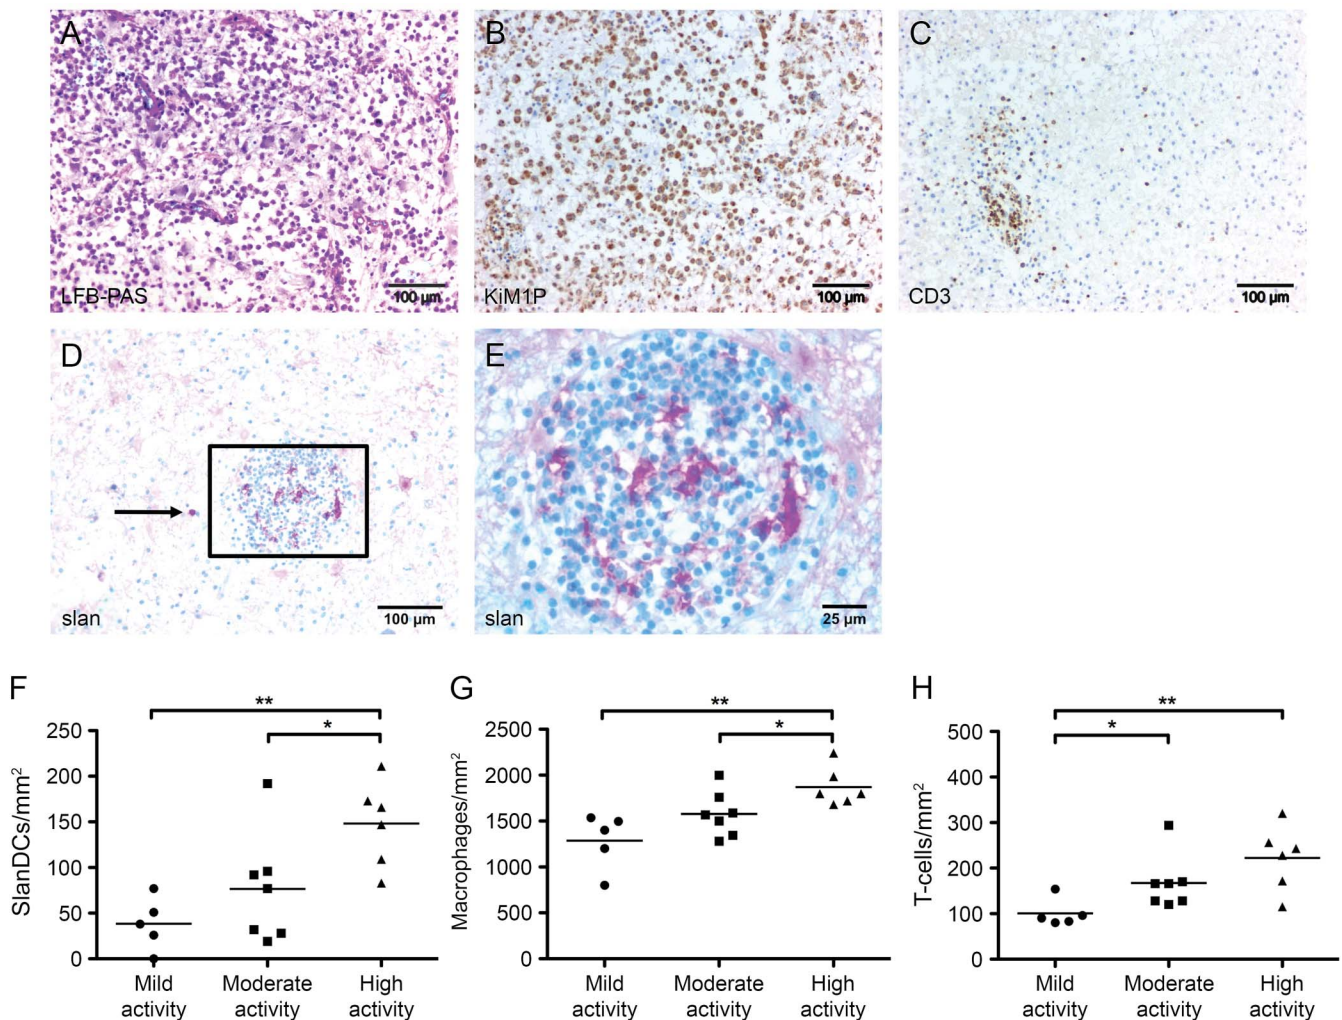 A
LFB-PAS
100 µm
B
KiM1P
100 µm
C
CD3
100 µm
D
slan
100 µm
E
slan
25 µm
F
SlanDCs/mm²
250
200
150
100
50
0
**
*
Mild activity
Moderate activity
High activity
G
Macrophages/mm²
2500
2000
1500
1000
500
0
**
*
Mild activity
Moderate activity
High activity
H
T-cells/mm²
500
400
300
200
100
0
**
*
Mild activity
Moderate activity
High activity